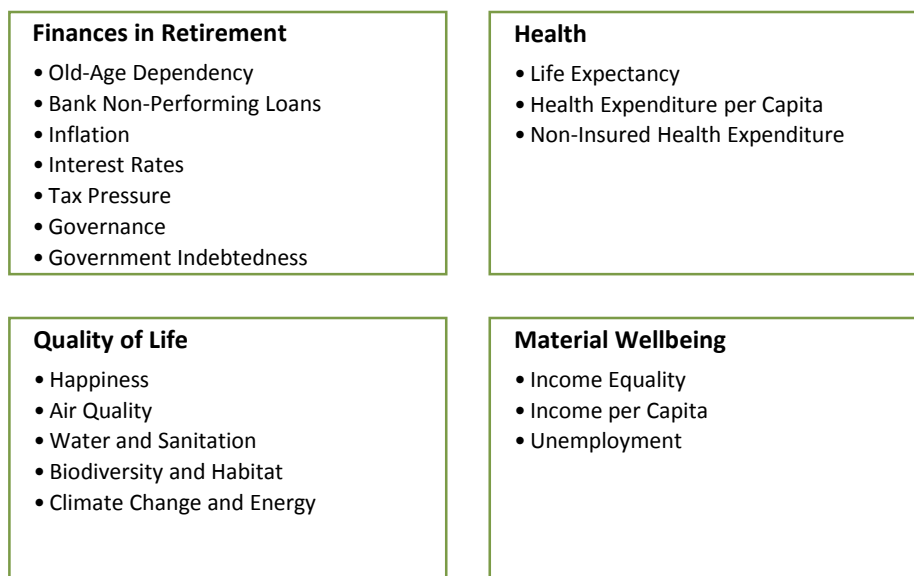 Finances in Retirement
• Old-Age Dependency
• Bank Non-Performing Loans
• Inflation
• Interest Rates
• Tax Pressure
• Governance
• Government Indebtedness
Health
• Life Expectancy
• Health Expenditure per Capita
• Non-Insured Health Expenditure
Quality of Life
• Happiness
• Air Quality
• Water and Sanitation
• Biodiversity and Habitat
• Climate Change and Energy
Material Wellbeing
• Income Equality
• Income per Capita
• Unemployment